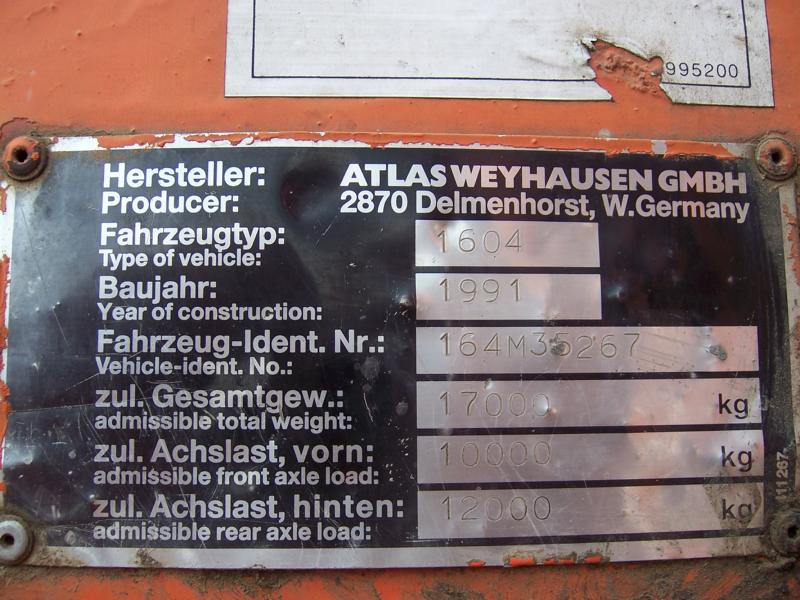 995200
Hersteller: ATLAS WEYHAUSEN GMBH
Producer: 2870 Delmenhorst, W.Germany
Fahrzeugtyp: 1604
Type of vehicle:
Baujahr: 1991
Year of construction:
Fahrzeug-Ident. Nr.: 164M35267
Vehicle-ident. No.:
zul. Gesamtgew.: 17000 kg
admissible total weight:
zul. Achslast, vorn: 10000 kg
admissible front axle load:
zul. Achslast, hinten: 12000 kg
admissible rear axle load:
111267